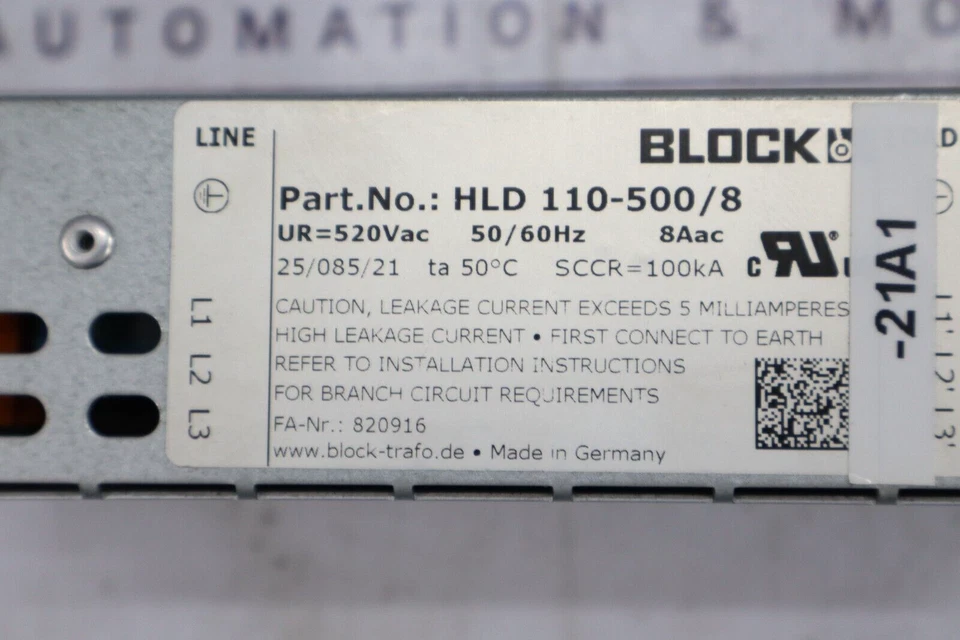 AUTOMATION & MO
LINE
BLOCK
Part.No.: HLD 110-500/8
UR=520Vac 50/60Hz 8Aac
25/085/21 ta 50°C SCCR=100kA
CAUTION, LEAKAGE CURRENT EXCEEDS 5 MILLIAMPERES
HIGH LEAKAGE CURRENT • FIRST CONNECT TO EARTH
REFER TO INSTALLATION INSTRUCTIONS
FOR BRANCH CIRCUIT REQUIREMENTS
FA-Nr.: 820916
www.block-trafo.de • Made in Germany
L1 L2 L3
-21A1
L1' L2' L3'